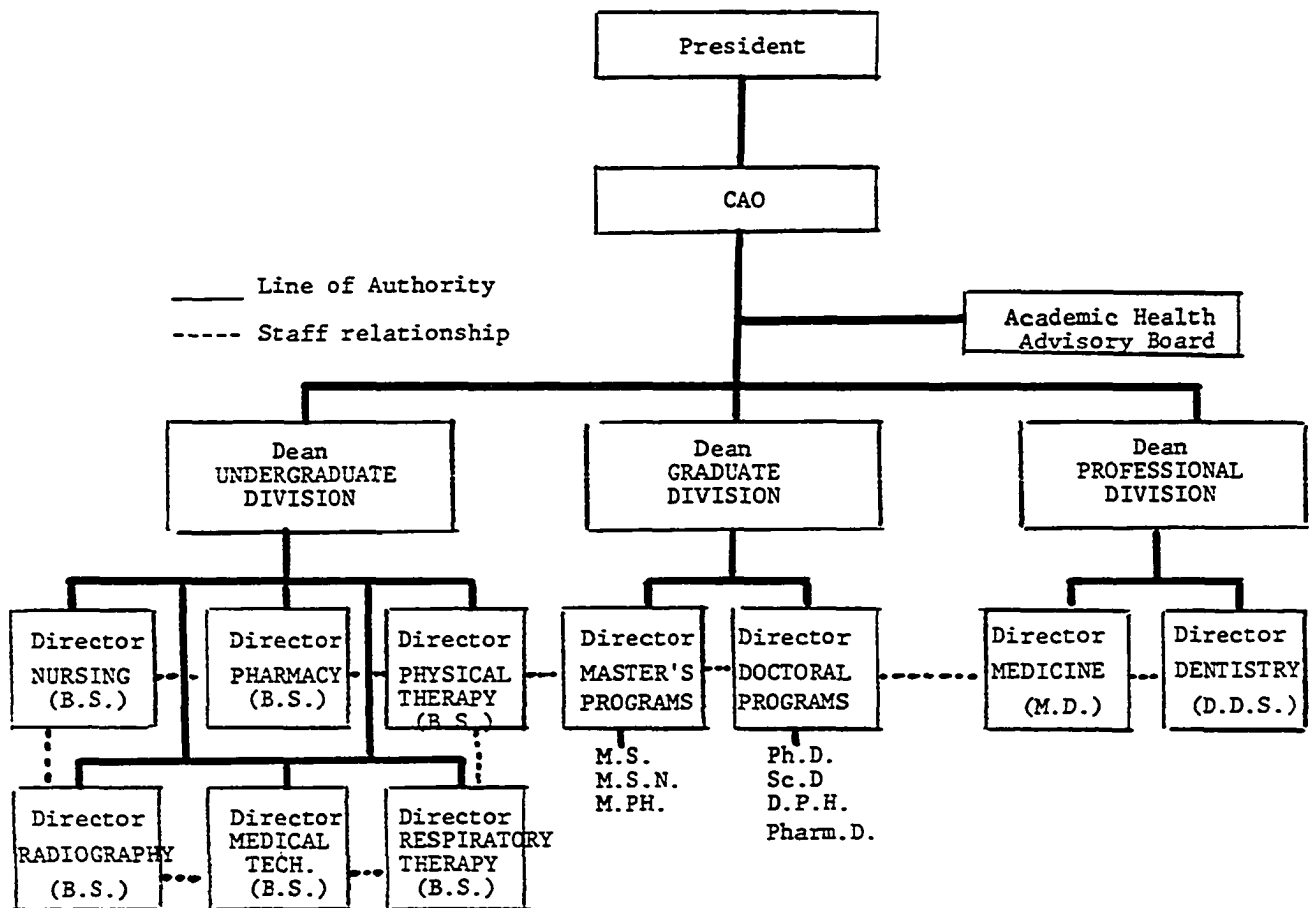 President
CAO
Line of Authority
Staff relationship
Academic Health
Advisory Board
Dean
UNDERGRADUATE
DIVISION
Dean
GRADUATE
DIVISION
Dean
PROFESSIONAL
DIVISION
Director
NURSING
(B.S.)
Director
PHARMACY
(B.S.)
Director
PHYSICAL
THERAPY
(B.S.)
Director
MASTER'S
PROGRAMS
Director
DOCTORAL
PROGRAMS
Director
MEDICINE
(M.D.)
Director
DENTISTRY
(D.D.S.)
M.S.
M.S.N.
M.PH.
Ph.D.
Sc.D
D.P.H.
Pharm.D.
Director
RADIOGRAPHY
(B.S.)
Director
MEDICAL
TECH.
(B.S.)
Director
RESPIRATORY
THERAPY
(B.S.)